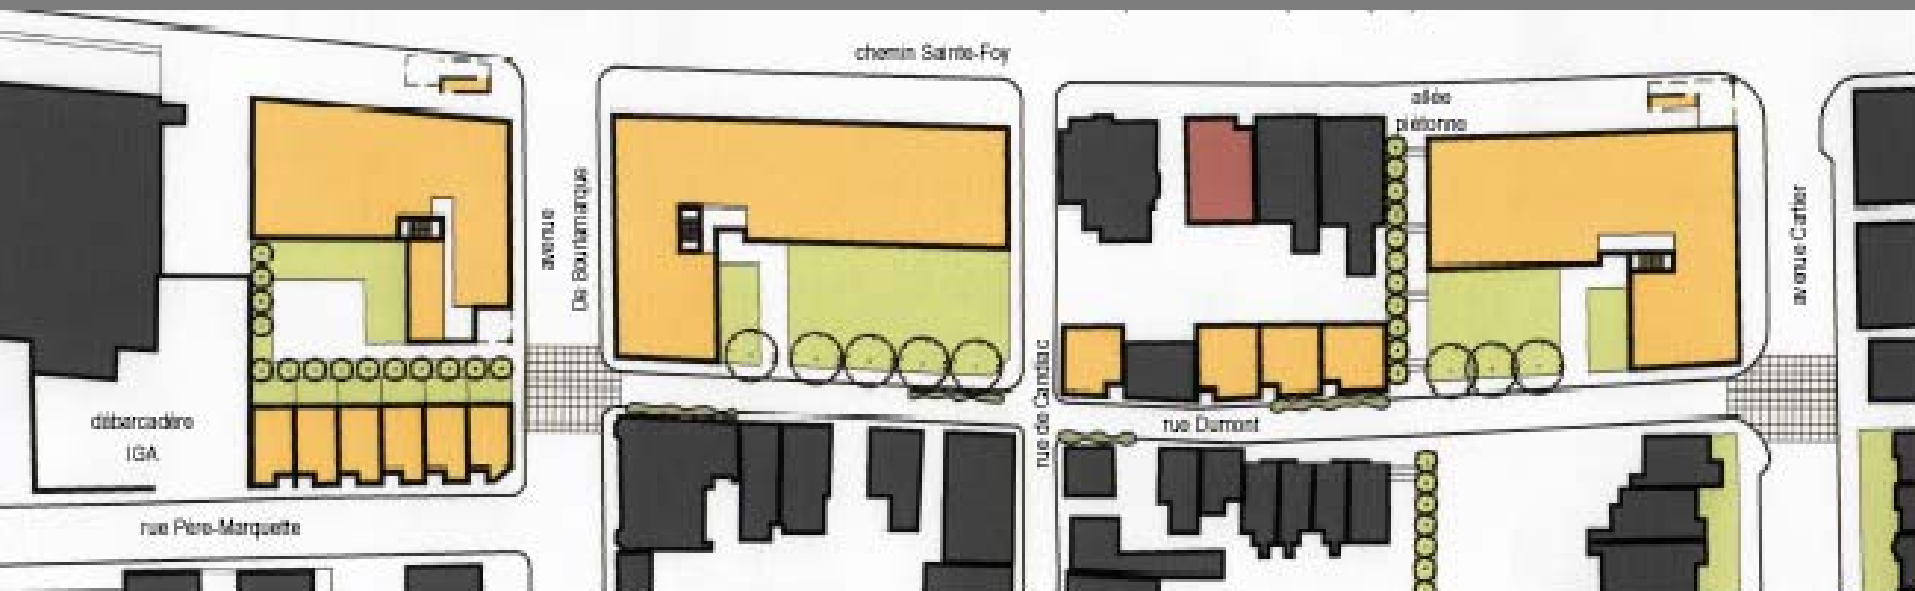 chemin Sainte-Foy
allée
piétonne
avenue
De Bourlamarque
avenue Cartier
rue de Candiac
débarcadère
IGA
rue Dumont
rue Père-Marquette